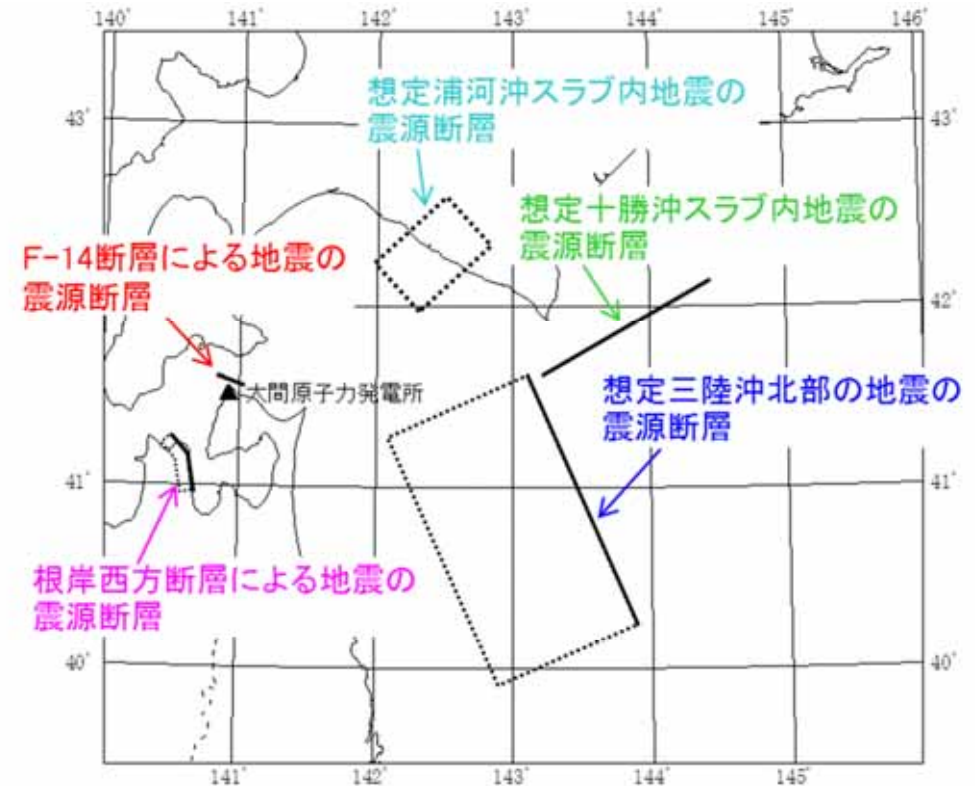 140° 141° 142° 143° 144° 145° 146°
想定浦河沖スラブ内地震の
震源断層
43° 43°
想定十勝沖スラブ内地震の
震源断層
F-14断層による地震の
震源断層
42° 42°
大間原子力発電所
想定三陸沖北部の地震の
震源断層
41° 41°
根岸西方断層による地震の
震源断層
40° 40°
141° 142° 143° 144° 145°